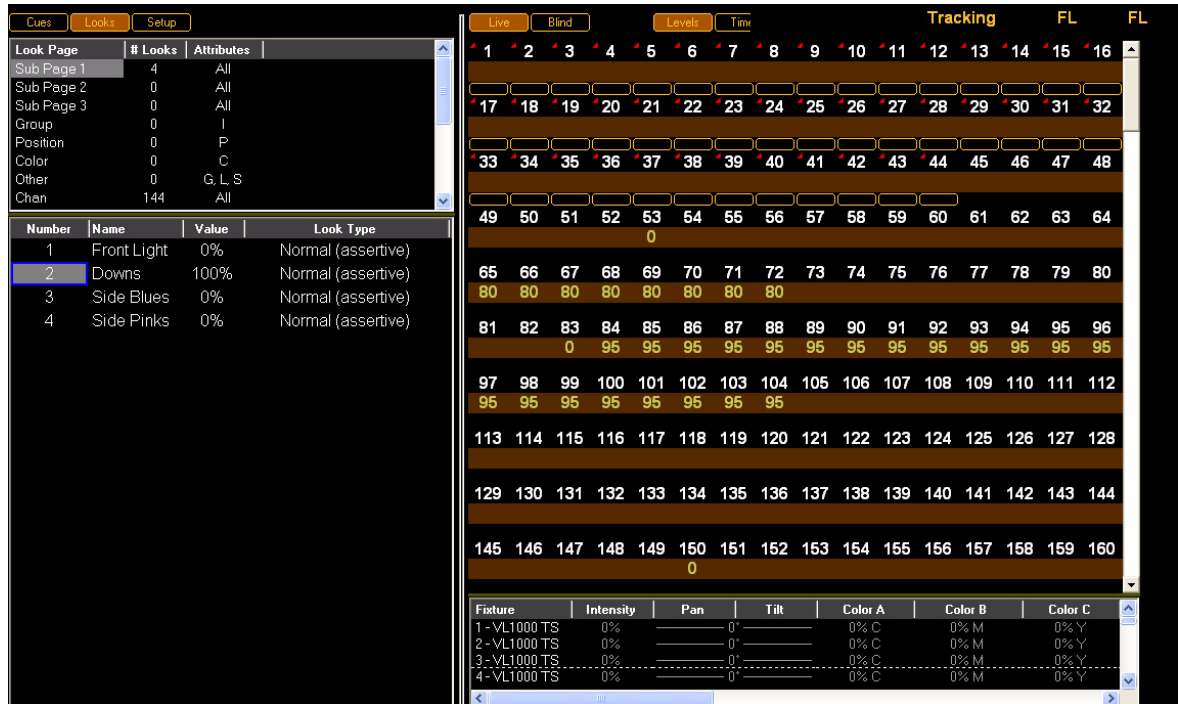 Cues Looks Setup
Look Page # Looks Attributes
Sub Page 1 4 All
Sub Page 2 0 All
Sub Page 3 0 All
Group 0 I
Position 0 P
Color 0 C
Other 0 G, L, S
Chan 144 All
Number Name Value Look Type
1 Front Light 0% Normal (assertive)
2 Downs 100% Normal (assertive)
3 Side Blues 0% Normal (assertive)
4 Side Pinks 0% Normal (assertive)
Live Blind Levels Time Tracking FL FL
1 2 3 4 5 6 7 8 9 10 11 12 13 14 15 16
17 18 19 20 21 22 23 24 25 26 27 28 29 30 31 32
33 34 35 36 37 38 39 40 41 42 43 44 45 46 47 48
49 50 51 52 53 54 55 56 57 58 59 60 61 62 63 64
0
65 66 67 68 69 70 71 72 73 74 75 76 77 78 79 80
80 80 80 80 80 80 80 80
81 82 83 84 85 86 87 88 89 90 91 92 93 94 95 96
0 95 95 95 95 95 95 95 95 95 95 95 95 95
97 98 99 100 101 102 103 104 105 106 107 108 109 110 111 112
95 95 95 95 95 95 95 95
113 114 115 116 117 118 119 120 121 122 123 124 125 126 127 128
129 130 131 132 133 134 135 136 137 138 139 140 141 142 143 144
145 146 147 148 149 150 151 152 153 154 155 156 157 158 159 160
0
Fixture Intensity Pan Tilt Color A Color B Color C
1 - VL1000 TS 0% 0° 0% C 0% M 0% Y
2 - VL1000 TS 0% 0° 0% C 0% M 0% Y
3 - VL1000 TS 0% 0° 0% C 0% M 0% Y
4 - VL1000 TS 0% 0° 0% C 0% M 0% Y